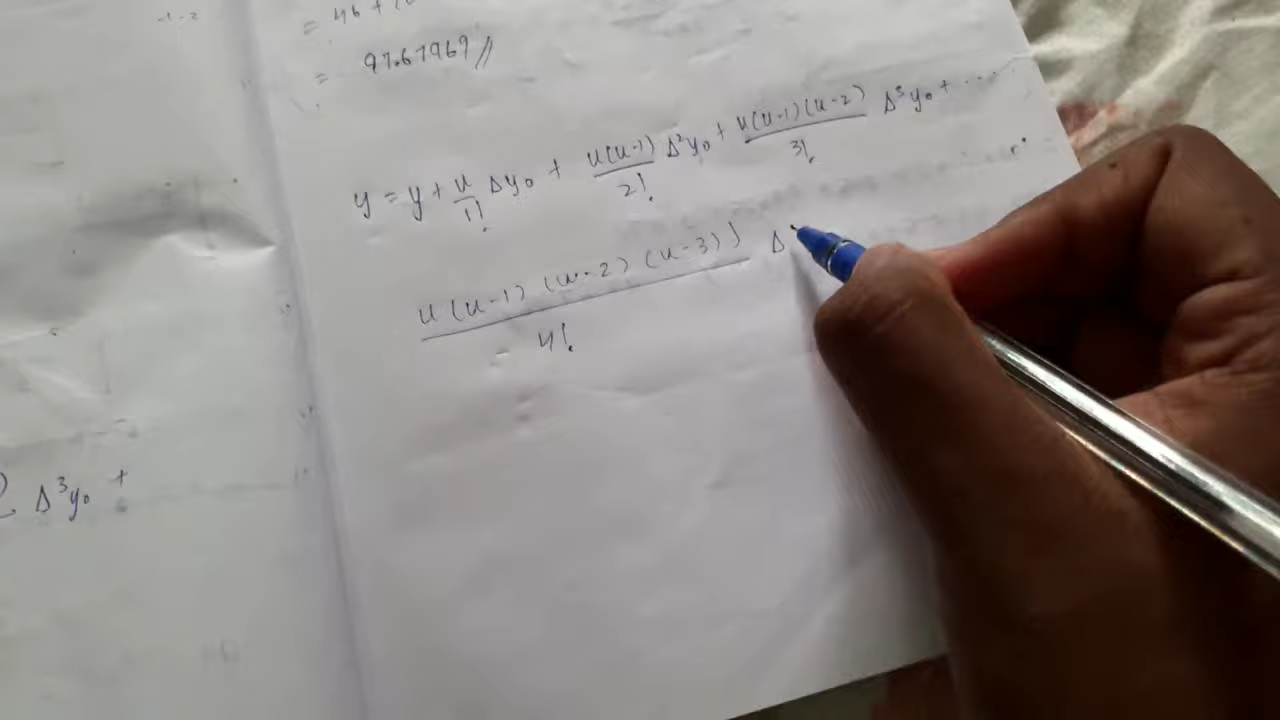 = 46 +
= 97.67969//
y = y + u/1! Δy₀ + u(u-1)/2! Δ²y₀ + u(u-1)(u-2)/3! Δ³y₀ + ....
u(u-1)(u-2)(u-3))/4! Δ
Δ³y₀ +